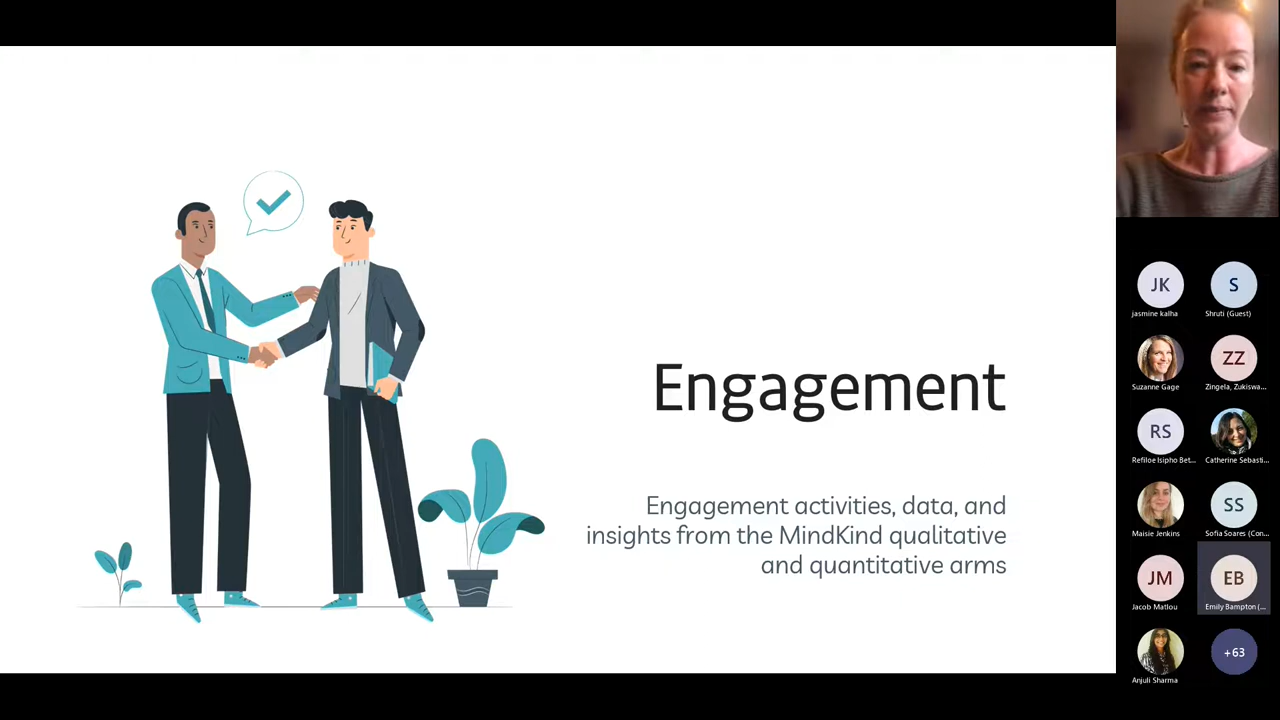 Engagement
Engagement activities, data, and
insights from the MindKind qualitative
and quantitative arms
JK
S
jasmine kalha
Shruti (Guest)
ZZ
Suzanne Gage
Zingela, Zukiswa...
RS
Refiloe Isipho Bet...
Catherine Sebasti...
SS
Maisie Jenkins
Sofia Soares (Con...
JM
EB
Jacob Matlou
Emily Bampton (...
+63
Anjuli Sharma